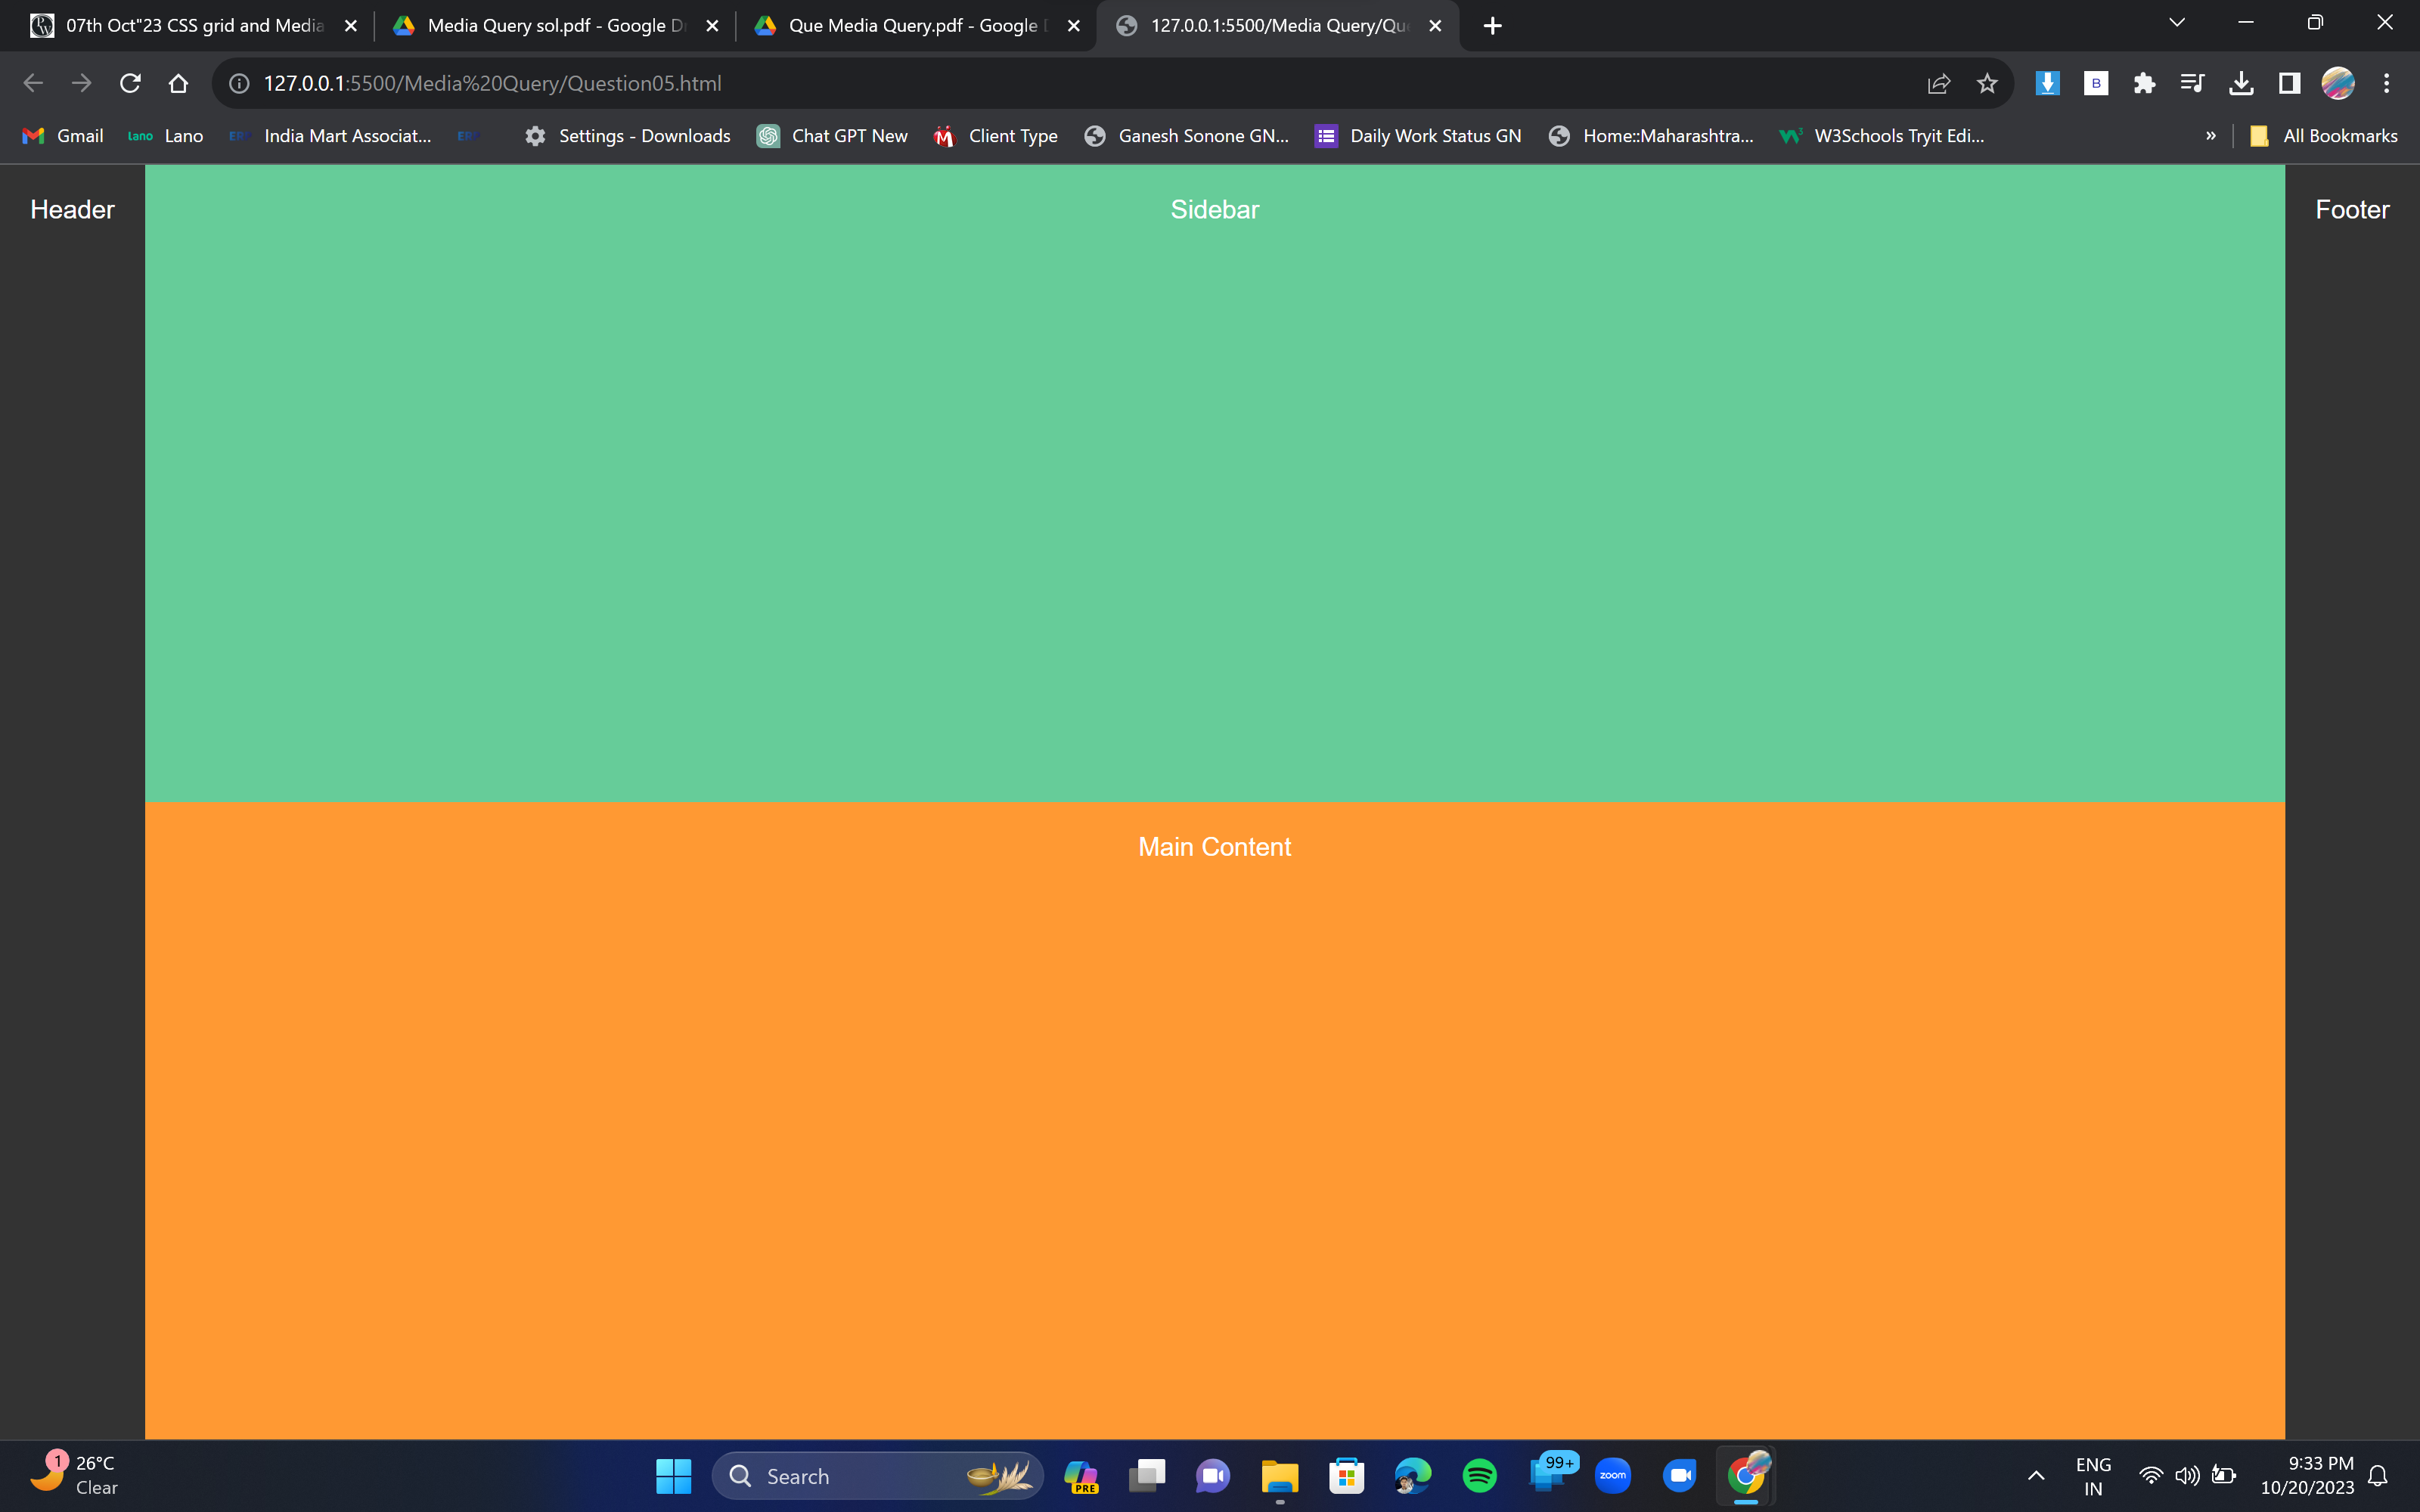 07th Oct"23 CSS grid and Media
Media Query sol.pdf - Google D
Que Media Query.pdf - Google
127.0.0.1:5500/Media Query/Qu
127.0.0.1:5500/Media%20Query/Question05.html
B
Gmail
lano Lano
India Mart Associat...
Settings - Downloads
Chat GPT New
Client Type
Ganesh Sonone GN...
Daily Work Status GN
Home::Maharashtra...
W3Schools Tryit Edi...
»
All Bookmarks
Header
Sidebar
Footer
Main Content
1
26°C
Clear
Search
PRE
99+
zoom
ENG
IN
9:33 PM
10/20/2023